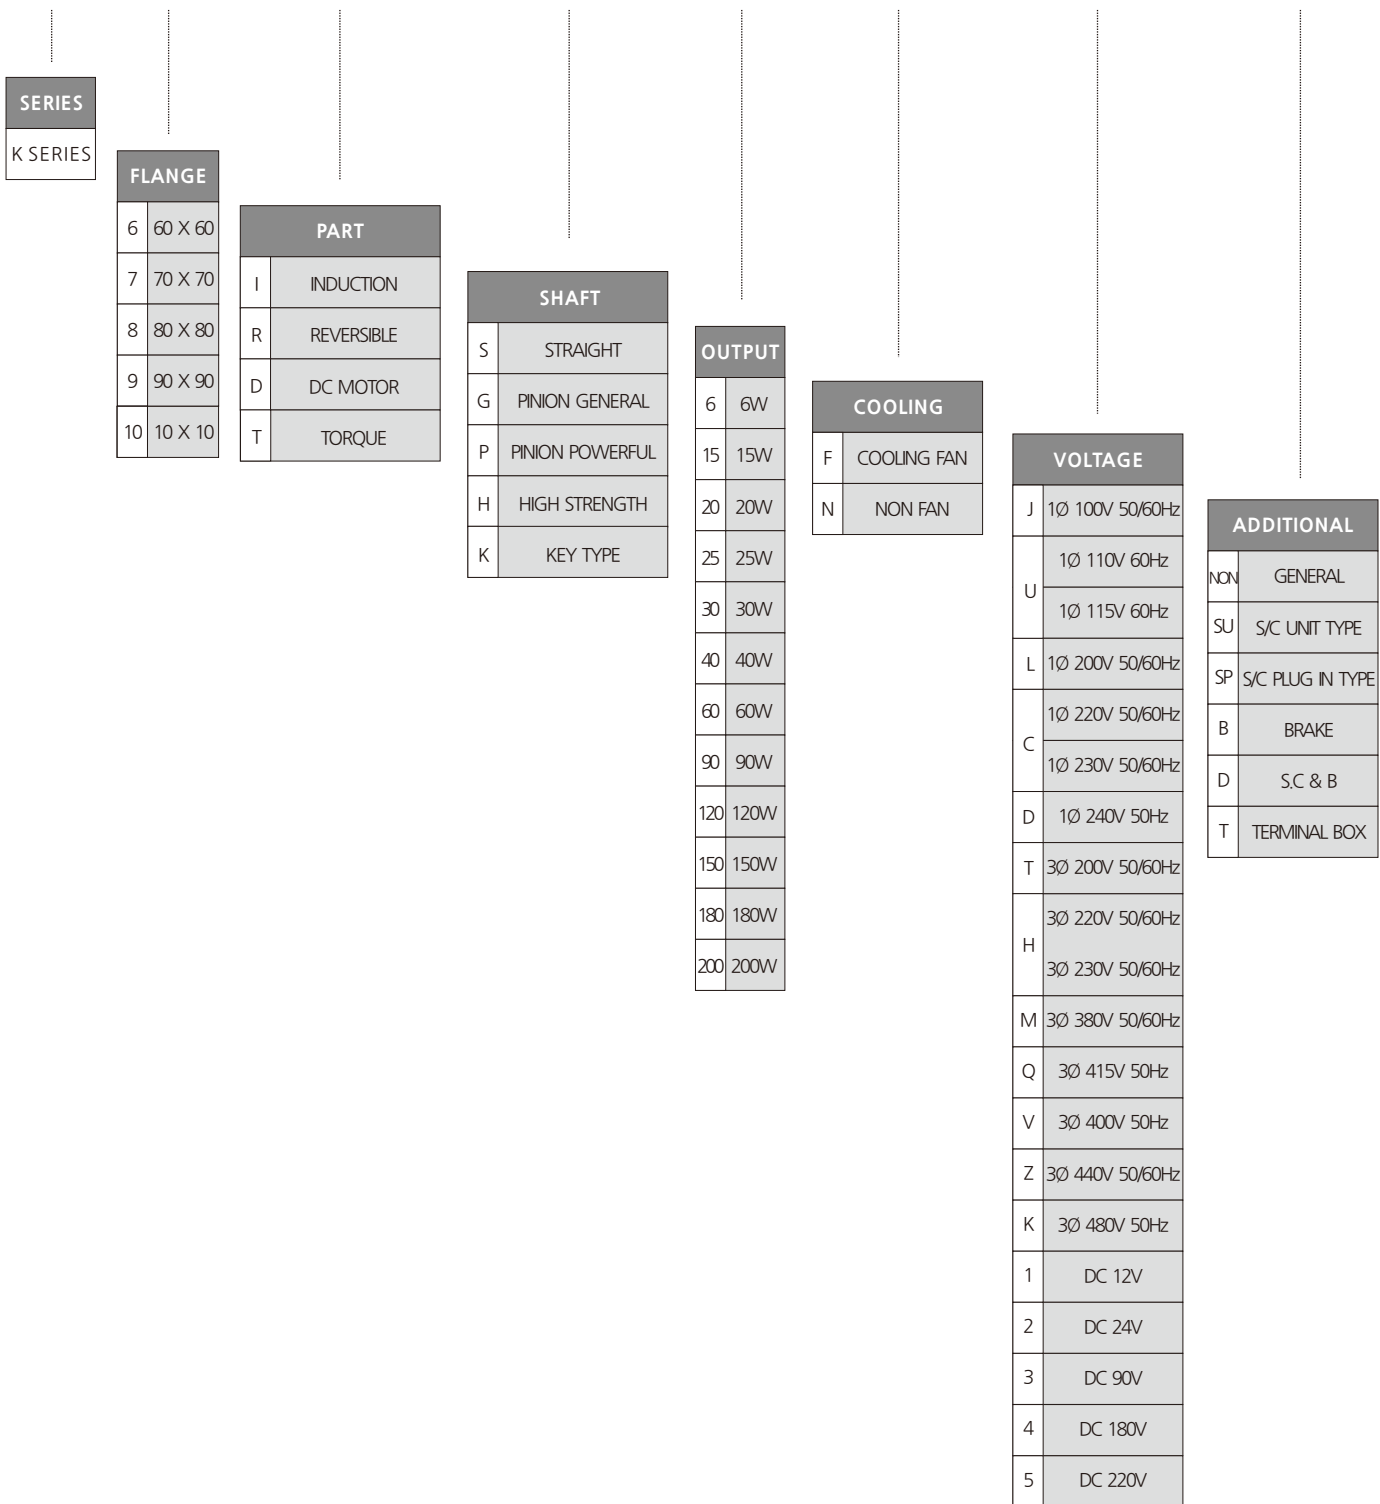 SERIES
K SERIES
FLANGE
6 60 X 60
7 70 X 70
8 80 X 80
9 90 X 90
10 10 X 10
PART
I INDUCTION
R REVERSIBLE
D DC MOTOR
T TORQUE
SHAFT
S STRAIGHT
G PINION GENERAL
P PINION POWERFUL
H HIGH STRENGTH
K KEY TYPE
OUTPUT
6 6W
15 15W
20 20W
25 25W
30 30W
40 40W
60 60W
90 90W
120 120W
150 150W
180 180W
200 200W
COOLING
F COOLING FAN
N NON FAN
VOLTAGE
J 1Ø 100V 50/60Hz
U 1Ø 110V 60Hz
1Ø 115V 60Hz
L 1Ø 200V 50/60Hz
C 1Ø 220V 50/60Hz
1Ø 230V 50/60Hz
D 1Ø 240V 50Hz
T 3Ø 200V 50/60Hz
H 3Ø 220V 50/60Hz
3Ø 230V 50/60Hz
M 3Ø 380V 50/60Hz
Q 3Ø 415V 50Hz
V 3Ø 400V 50Hz
Z 3Ø 440V 50/60Hz
K 3Ø 480V 50Hz
1 DC 12V
2 DC 24V
3 DC 90V
4 DC 180V
5 DC 220V
ADDITIONAL
NON GENERAL
SU S/C UNIT TYPE
SP S/C PLUG IN TYPE
B BRAKE
D S.C & B
T TERMINAL BOX